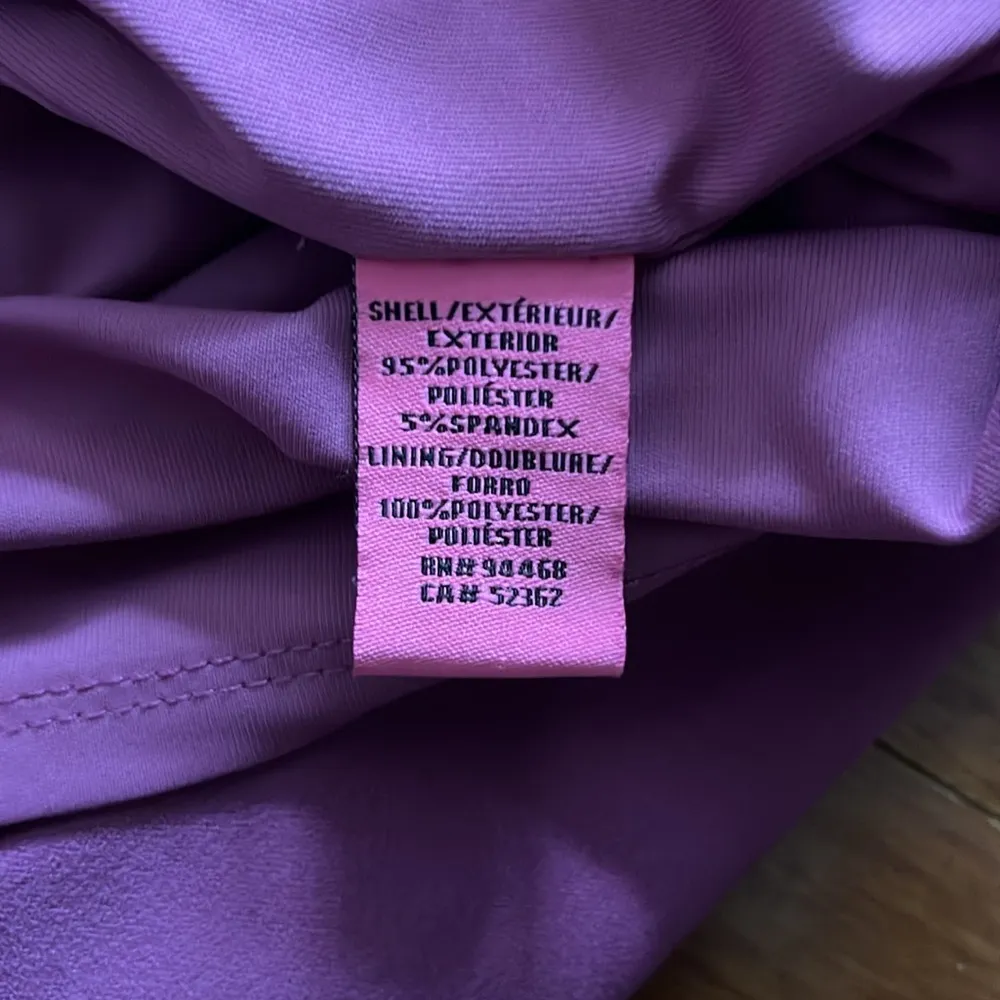 SHELL/EXTÉRIEUR/
EXTERIOR
95%POLYESTER/
POLIÉSTER
5%SPANDEX
LINING/DOUBLURE/
FORRO
100%POLYESTER/
POLIÉSTER
RN# 94468
CA# 52362